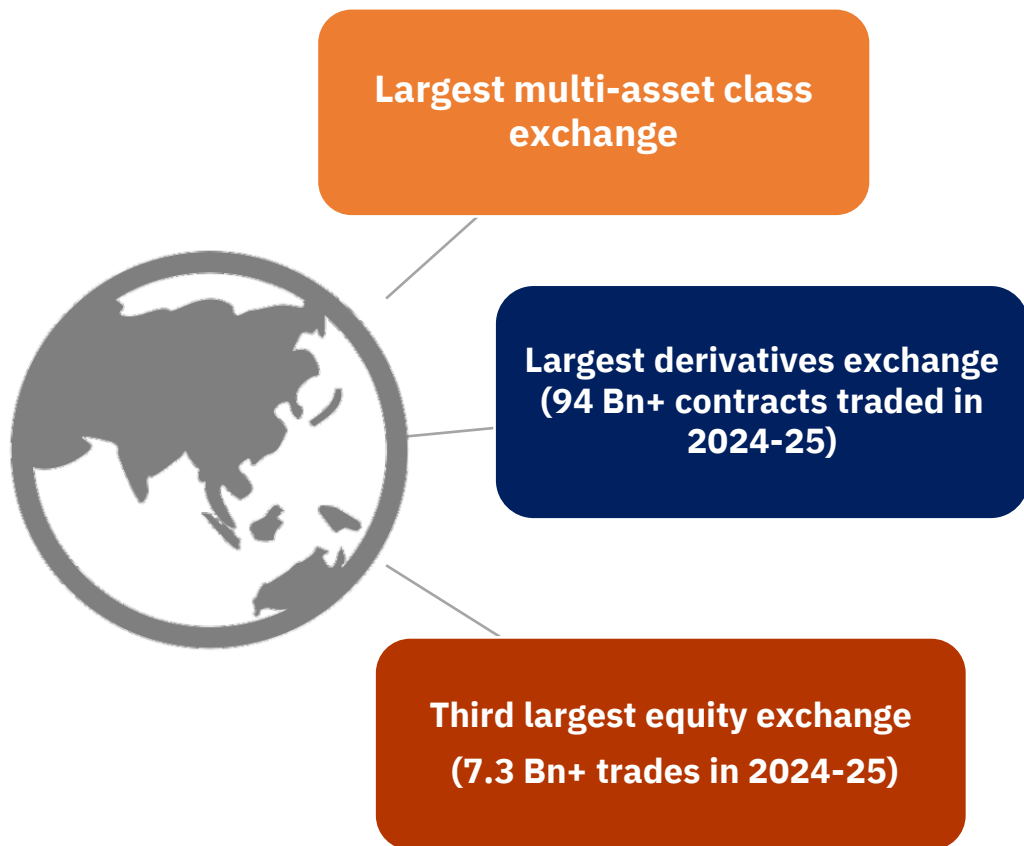 Largest multi-asset class
exchange
Largest derivatives exchange
(94 Bn+ contracts traded in
2024-25)
Third largest equity exchange
(7.3 Bn+ trades in 2024-25)